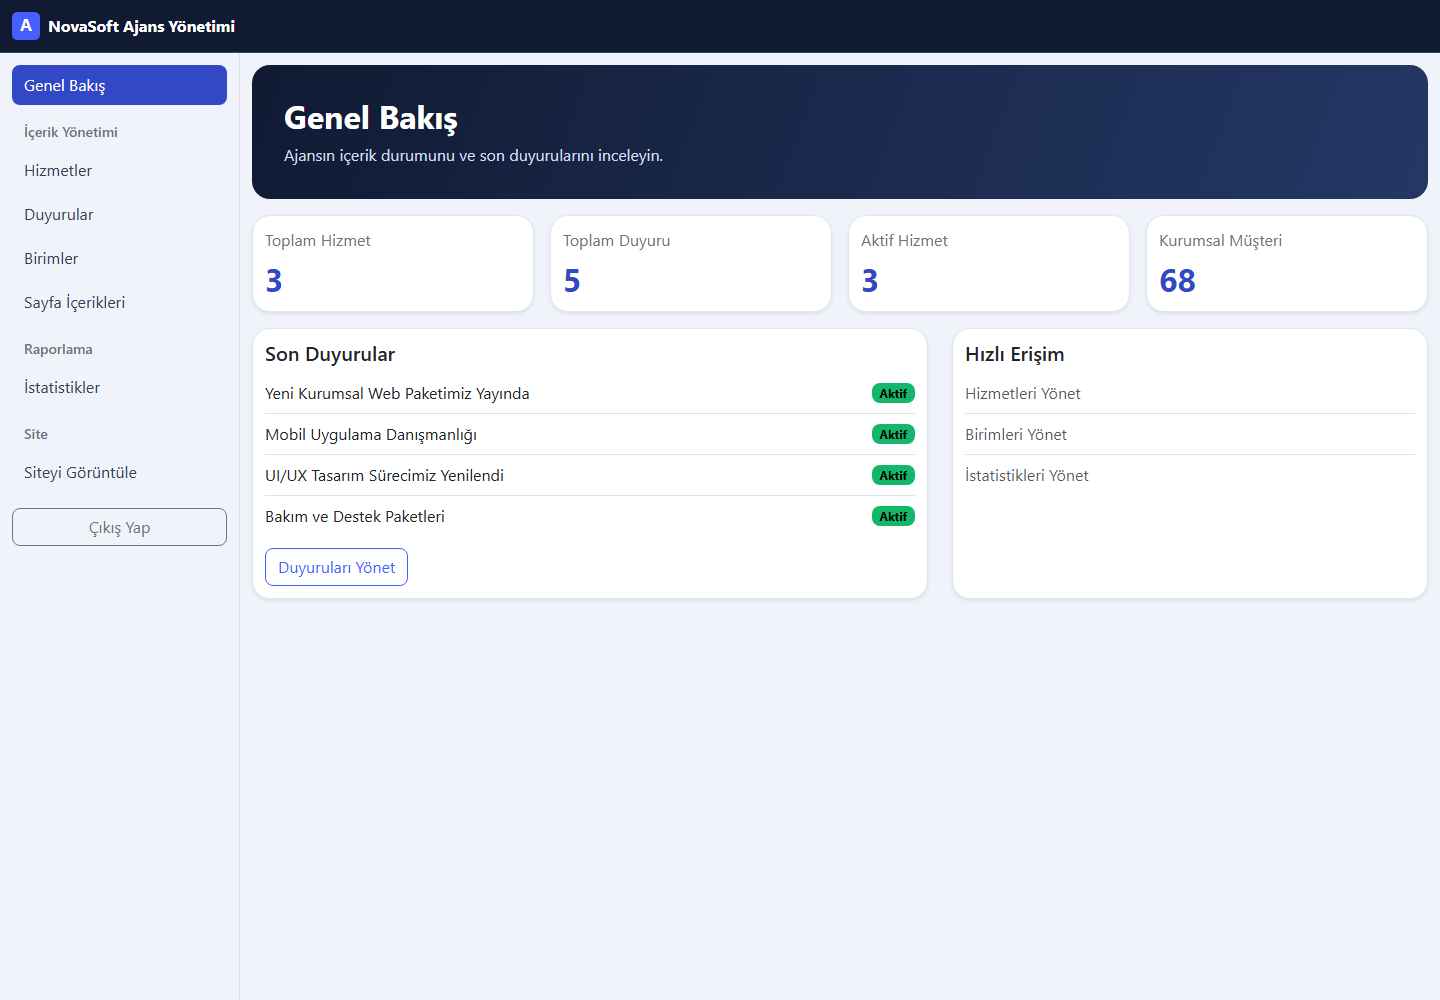 A NovaSoft Ajans Yönetimi
Genel Bakış
İçerik Yönetimi
Hizmetler
Duyurular
Birimler
Sayfa İçerikleri
Raporlama
İstatistikler
Site
Siteyi Görüntüle
Çıkış Yap
Genel Bakış
Ajansın içerik durumunu ve son duyurularını inceleyin.
Toplam Hizmet
3
Toplam Duyuru
5
Aktif Hizmet
3
Kurumsal Müşteri
68
Son Duyurular
Yeni Kurumsal Web Paketimiz Yayında Aktif
Mobil Uygulama Danışmanlığı Aktif
UI/UX Tasarım Sürecimiz Yenilendi Aktif
Bakım ve Destek Paketleri Aktif
Duyuruları Yönet
Hızlı Erişim
Hizmetleri Yönet
Birimleri Yönet
İstatistikleri Yönet